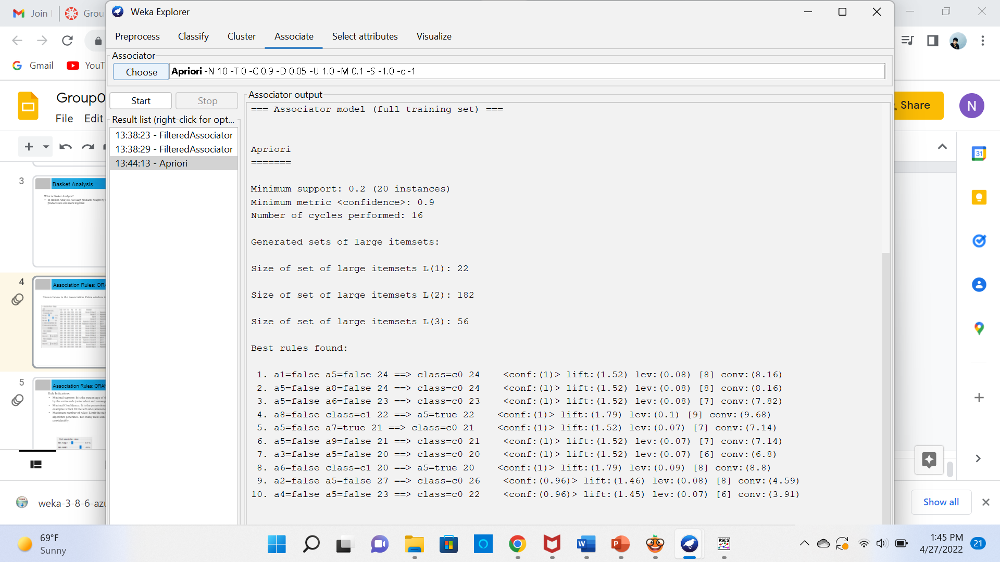 Join
Grou
Weka Explorer
Preprocess Classify Cluster Associate Select attributes Visualize
Gmail
Associator
Choose Apriori -N 10 -T 0 -C 0.9 -D 0.05 -U 1.0 -M 0.1 -S -1.0 -c -1
Group0
File Edit
Share
N
Start Stop
Result list (right-click for opt...
13:38:23 - FilteredAssociator
13:38:29 - FilteredAssociator
13:44:13 - Apriori
Associator output
=== Associator model (full training set) ===
Apriori
=======
Minimum support: 0.2 (20 instances)
Minimum metric <confidence>: 0.9
Number of cycles performed: 16
Generated sets of large itemsets:
Size of set of large itemsets L(1): 22
Size of set of large itemsets L(2): 182
Size of set of large itemsets L(3): 56
Best rules found:
1. a1=false a5=false 24 ==> class=c0 24 <conf:(1)> lift:(1.52) lev:(0.08) [8] conv:(8.16)
2. a5=false a8=false 24 ==> class=c0 24 <conf:(1)> lift:(1.52) lev:(0.08) [8] conv:(8.16)
3. a5=false a6=false 23 ==> class=c0 23 <conf:(1)> lift:(1.52) lev:(0.08) [7] conv:(7.82)
4. a8=false class=c1 22 ==> a5=true 22 <conf:(1)> lift:(1.79) lev:(0.1) [9] conv:(9.68)
5. a5=false a7=true 21 ==> class=c0 21 <conf:(1)> lift:(1.52) lev:(0.07) [7] conv:(7.14)
6. a5=false a9=false 21 ==> class=c0 21 <conf:(1)> lift:(1.52) lev:(0.07) [7] conv:(7.14)
7. a3=false a5=false 20 ==> class=c0 20 <conf:(1)> lift:(1.52) lev:(0.07) [6] conv:(6.8)
8. a6=false class=c1 20 ==> a5=true 20 <conf:(1)> lift:(1.79) lev:(0.09) [8] conv:(8.8)
9. a2=false a5=false 27 ==> class=c0 26 <conf:(0.96)> lift:(1.46) lev:(0.08) [8] conv:(4.59)
10. a4=false a5=false 23 ==> class=c0 22 <conf:(0.96)> lift:(1.45) lev:(0.07) [6] conv:(3.91)
3
Basket Analysis
What is Basket Analysis?
• In Basket Analysis, we keep products bought by
products are sold more together.
4
Association Rules: OR
Shown below is the Association Rules window
5
Association Rules: ORA
Rule Indications:
• Minimal support: It is the percentage of
by the entire rule (antecedent and
• Minimal Confidence: It is the proportion
examples which fit the left side
• Maximum number of rules: Limit the
algorithm generates. Too many rules can
considerably.
31
weka-3-8-6-azu
Show all
69°F
Sunny
RSES
1:45 PM
4/27/2022
21